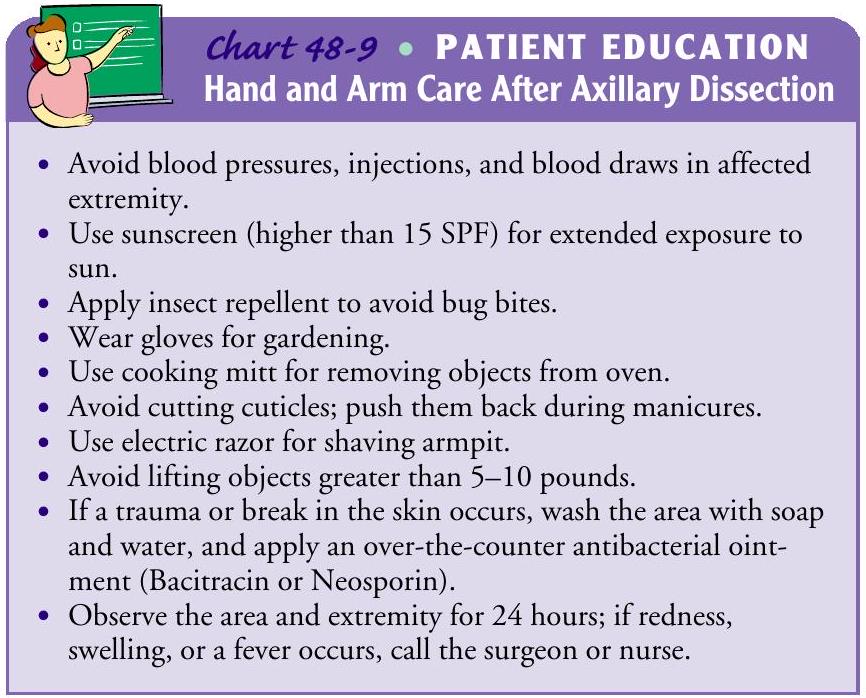 Chart 48-9 • PATIENT EDUCATION
Hand and Arm Care After Axillary Dissection
• Avoid blood pressures, injections, and blood draws in affected
extremity.
• Use sunscreen (higher than 15 SPF) for extended exposure to
sun.
• Apply insect repellent to avoid bug bites.
• Wear gloves for gardening.
• Use cooking mitt for removing objects from oven.
• Avoid cutting cuticles; push them back during manicures.
• Use electric razor for shaving armpit.
• Avoid lifting objects greater than 5–10 pounds.
• If a trauma or break in the skin occurs, wash the area with soap
and water, and apply an over-the-counter antibacterial oint-
ment (Bacitracin or Neosporin).
• Observe the area and extremity for 24 hours; if redness,
swelling, or a fever occurs, call the surgeon or nurse.